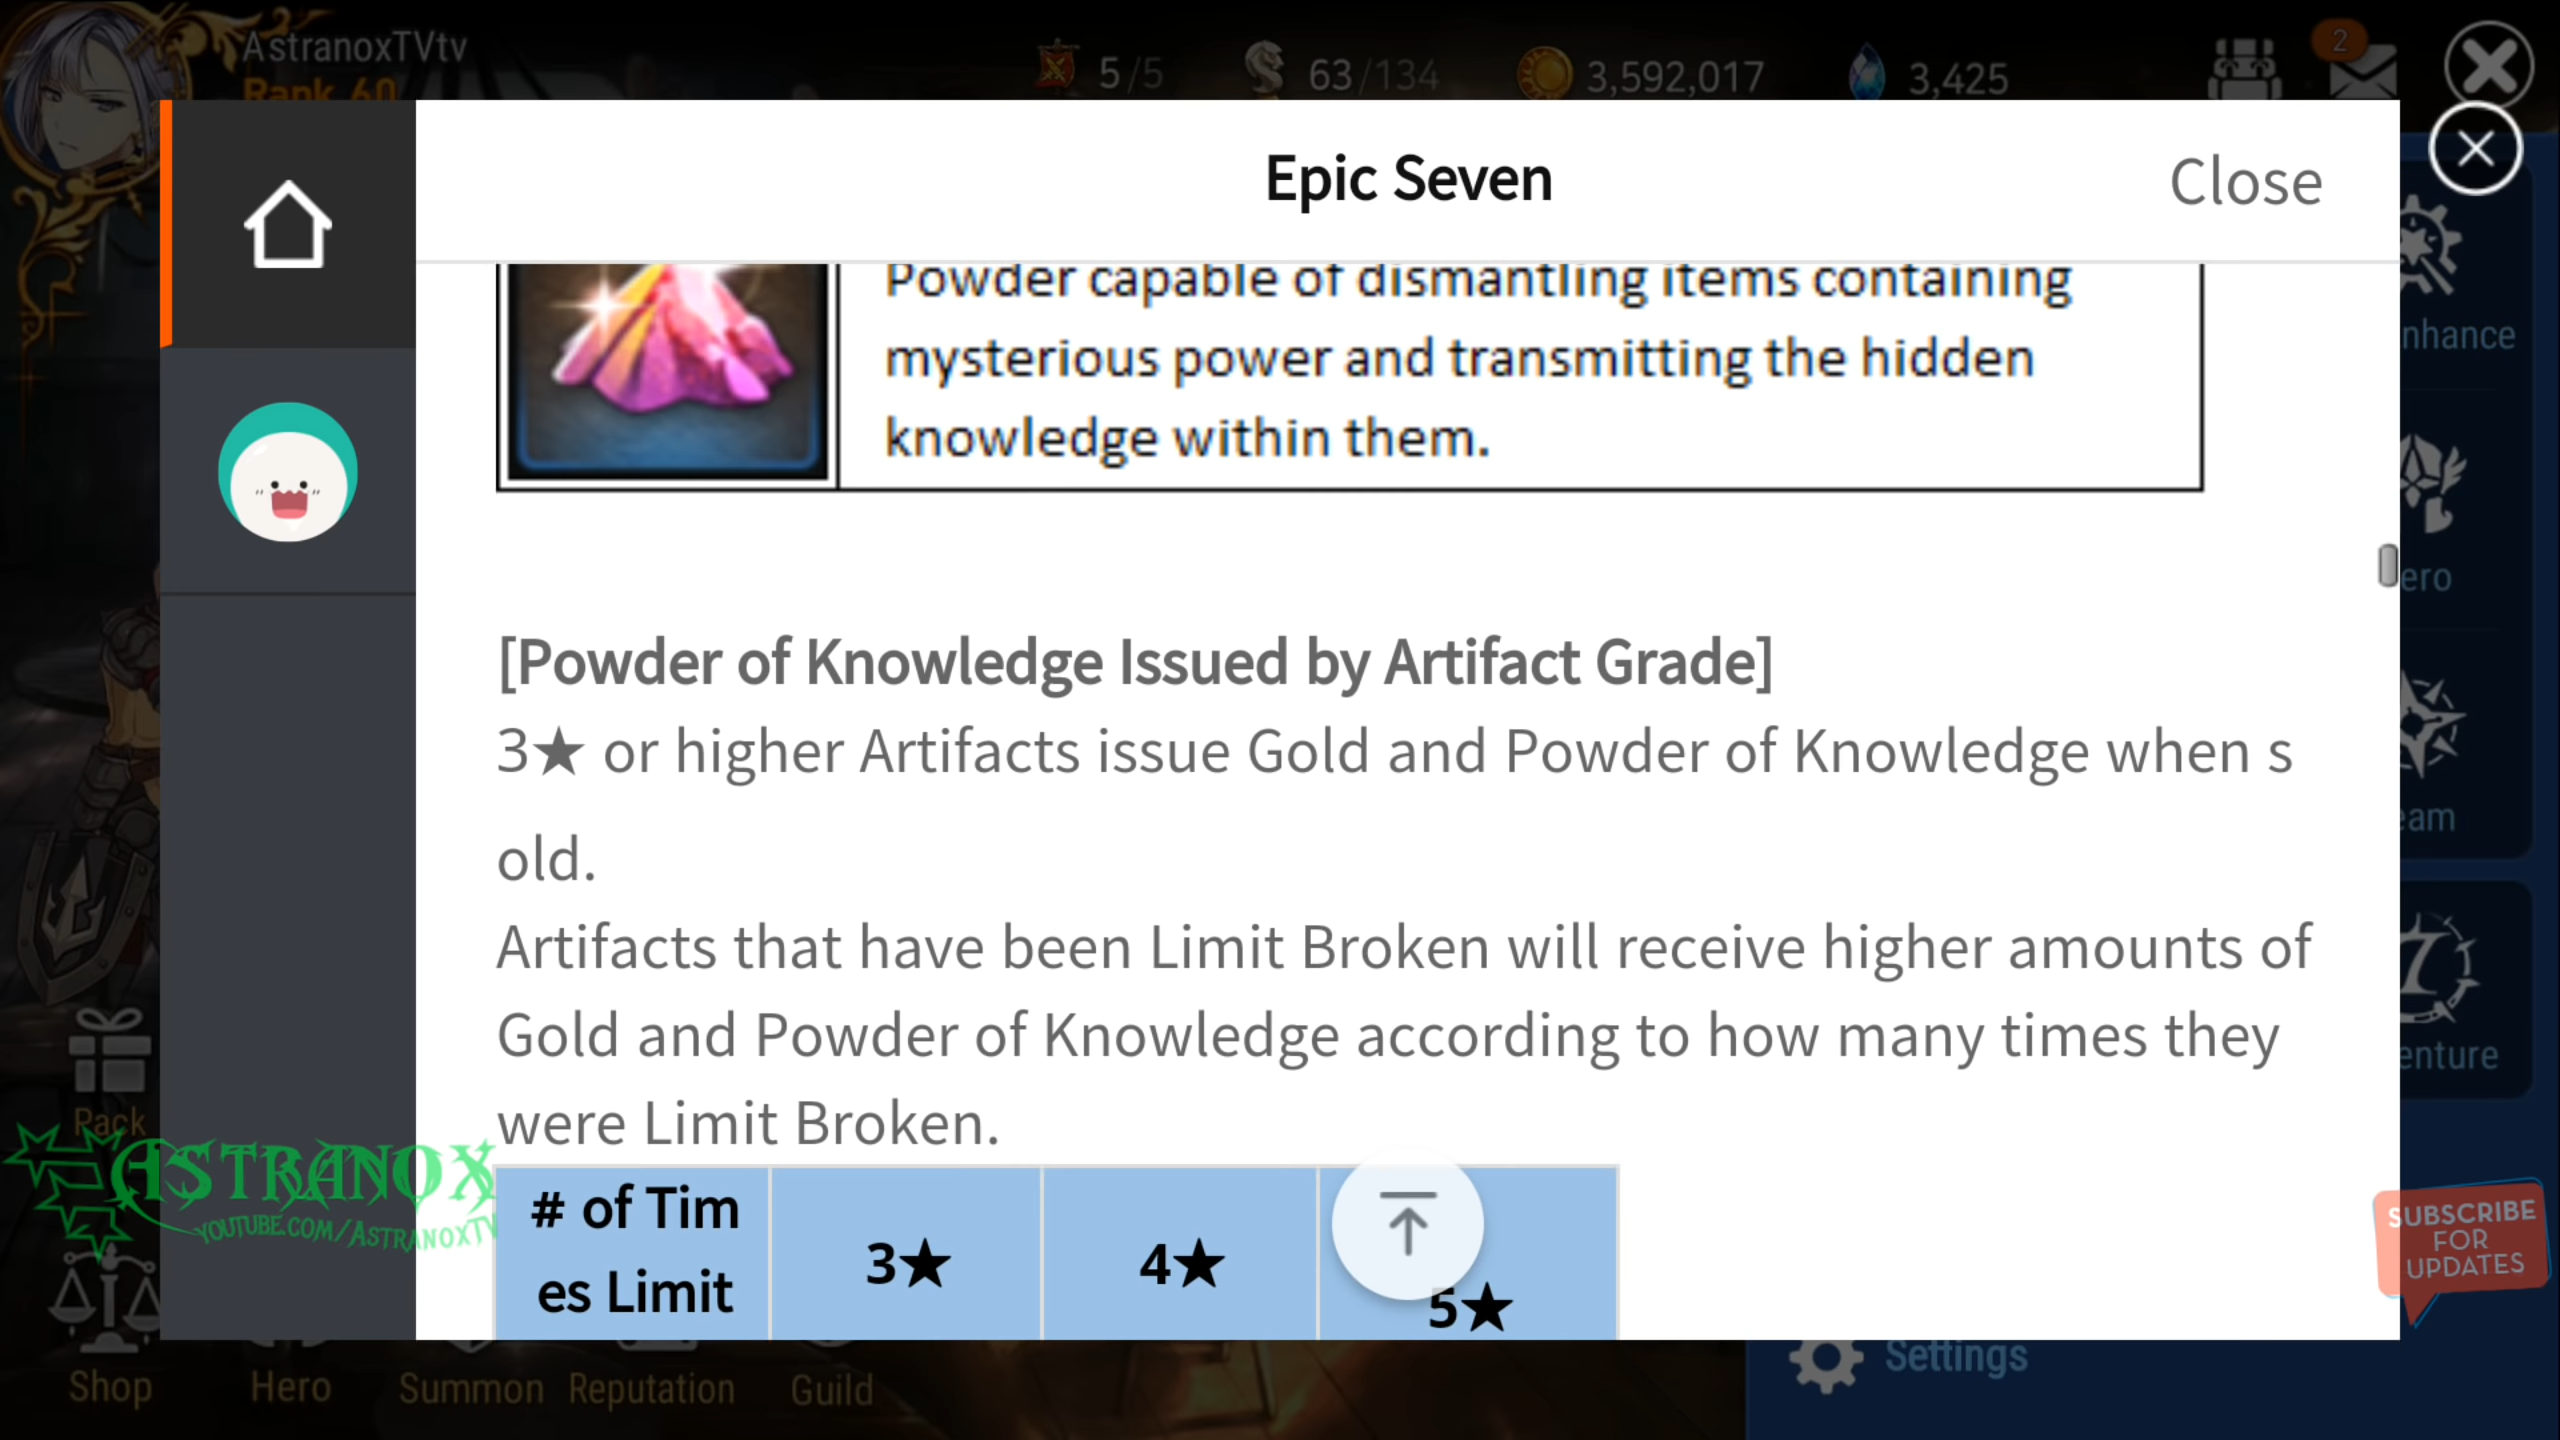 AstranoxTVtv
Rank 60
5/5
63/134
3,592,017
3,425
2
Epic Seven
Close
Powder capable of dismantling items containing
mysterious power and transmitting the hidden
knowledge within them.
[Powder of Knowledge Issued by Artifact Grade]
3★ or higher Artifacts issue Gold and Powder of Knowledge when s
old.
Artifacts that have been Limit Broken will receive higher amounts of
Gold and Powder of Knowledge according to how many times they
were Limit Broken.
# of Tim
es Limit
3★
4★
5★
nhance
ero
eam
enture
Pack
ASTRANOX
YOUTUBE.COM/ASTRANOXTV
SUBSCRIBE
FOR
UPDATES
Shop
Hero
Summon
Reputation
Guild
Settings